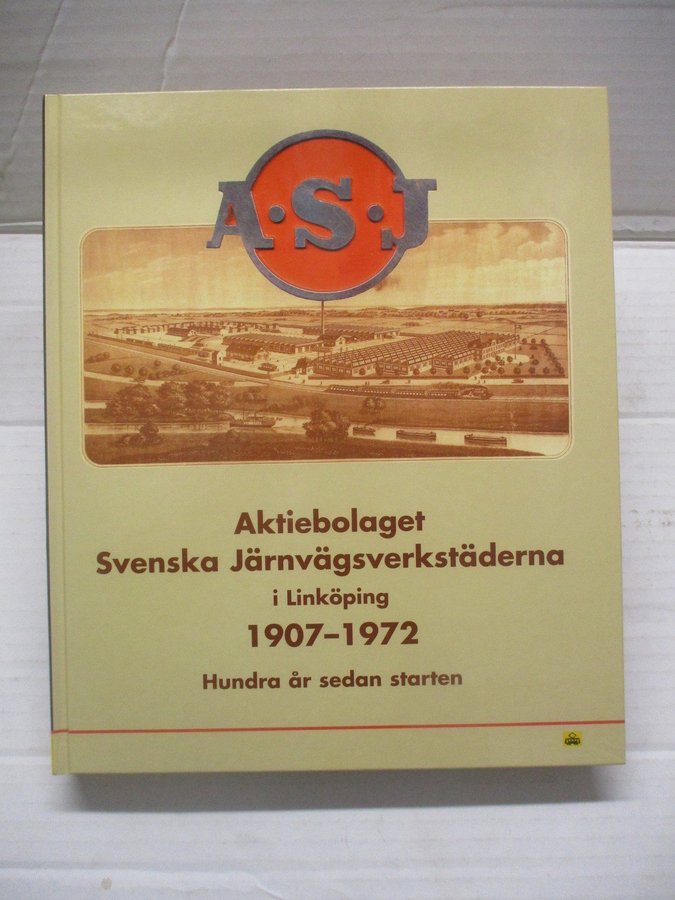 A·S·J
Aktiebolaget
Svenska Järnvägsverkstäderna
i Linköping
1907–1972
Hundra år sedan starten